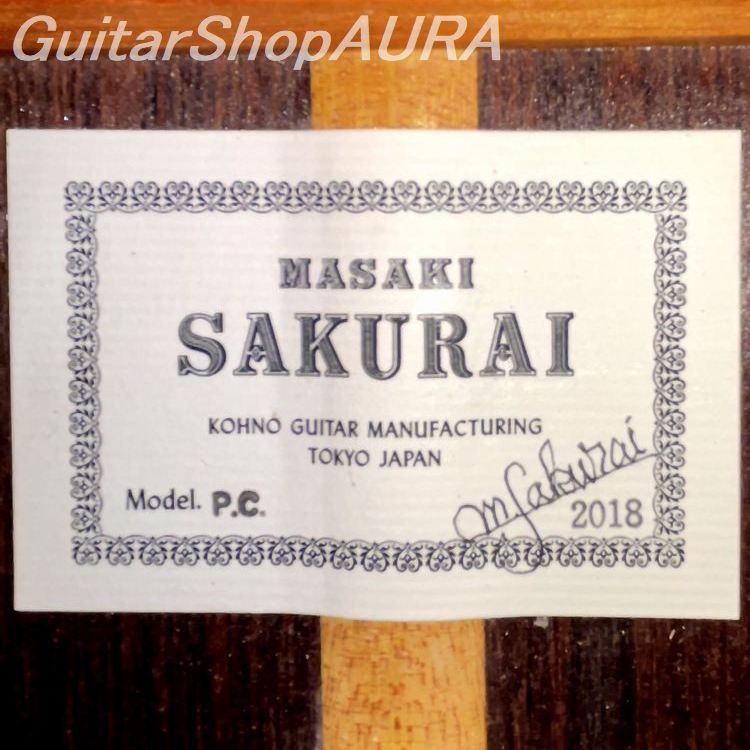 GuitarShopAURA
MASAKI
SAKURAI
KOHNO GUITAR MANUFACTURING
TOKYO JAPAN
Model. P.C.
M Sakurai
2018